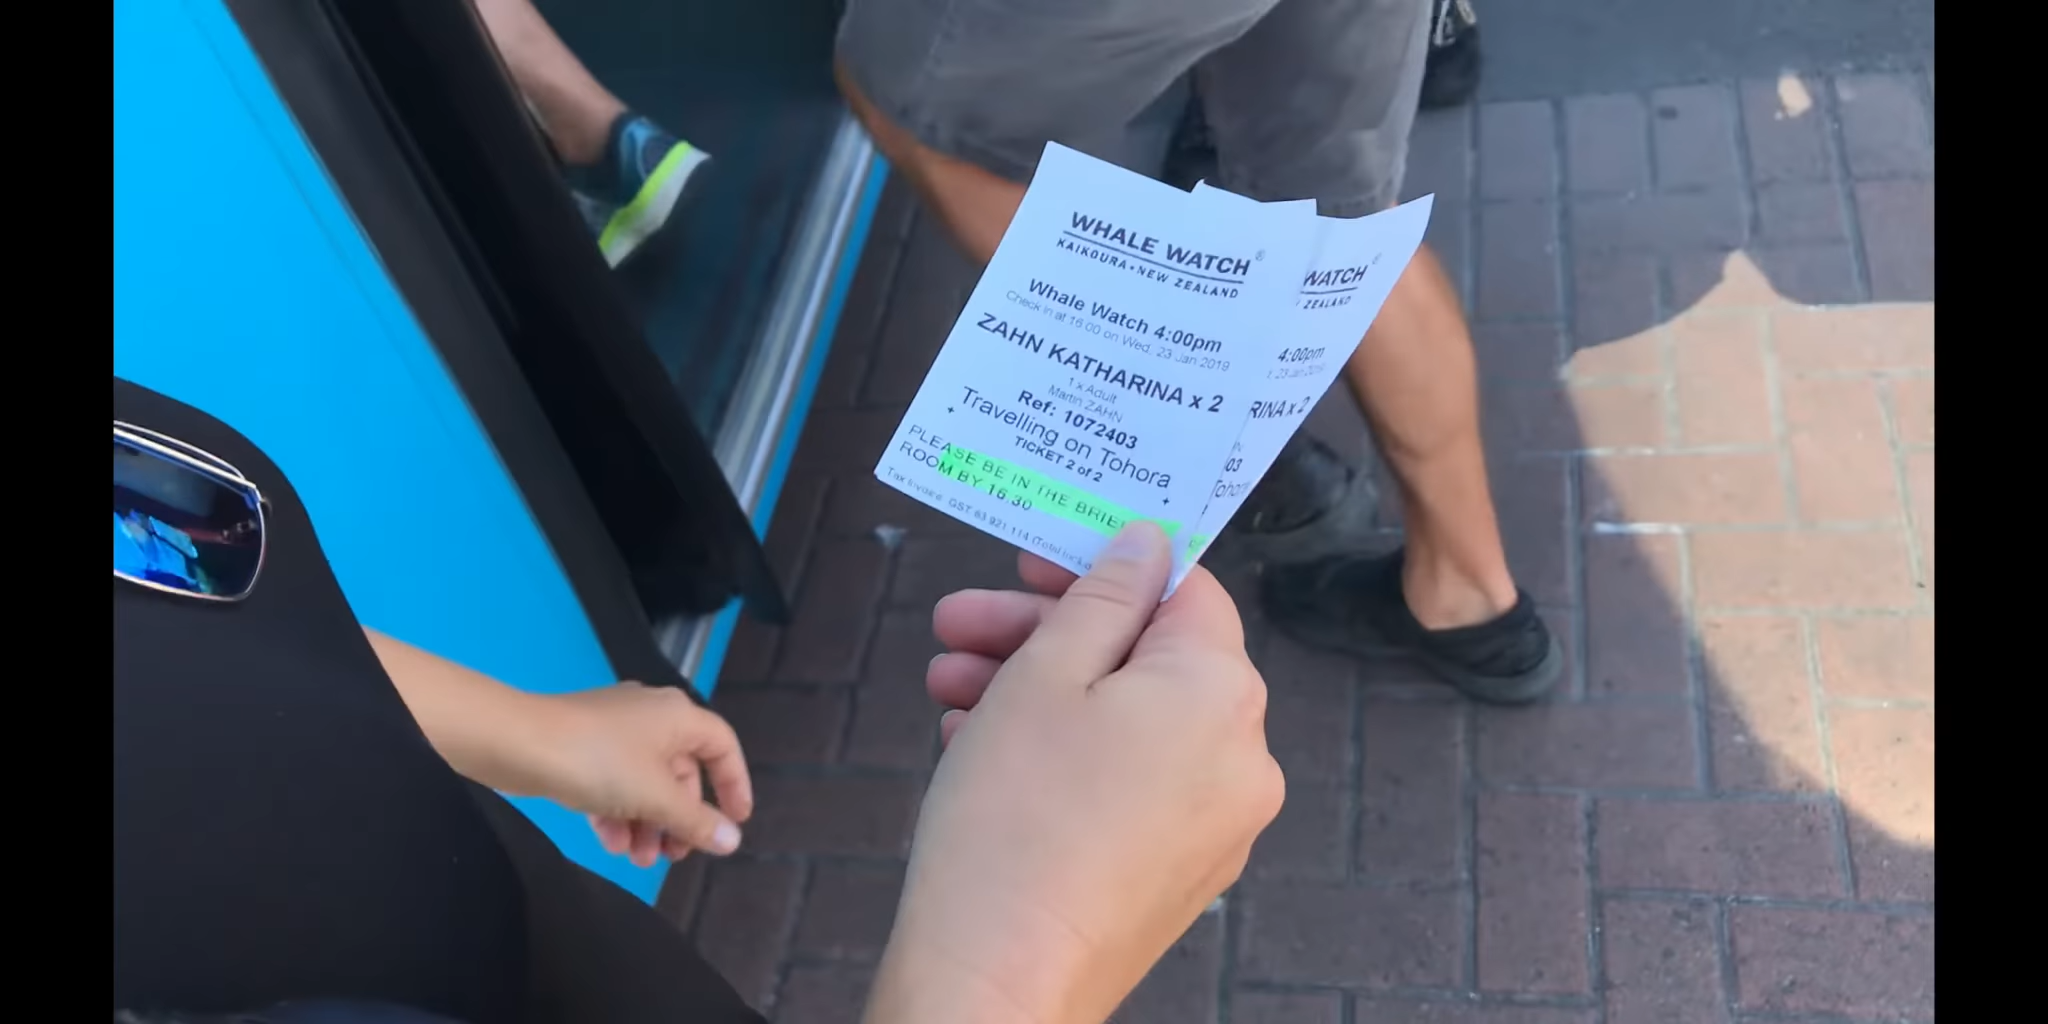 WHALE WATCH®
KAIKOURA • NEW ZEALAND
Whale Watch 4:00pm
Check in at 16:00 on Wed, 23 Jan 2019
ZAHN KATHARINA x 2
1 x Adult
Martin ZAHN
Ref: 1072403
Travelling on Tohora
TICKET 2 of 2
PLEASE BE IN THE BRIEF
ROOM BY 16:30
Tax Invoice GST 63 921 114 (Total
WATCH®
ZEALAND
4:00pm
23 Jan 2019
RINA x 2
03
Tohora